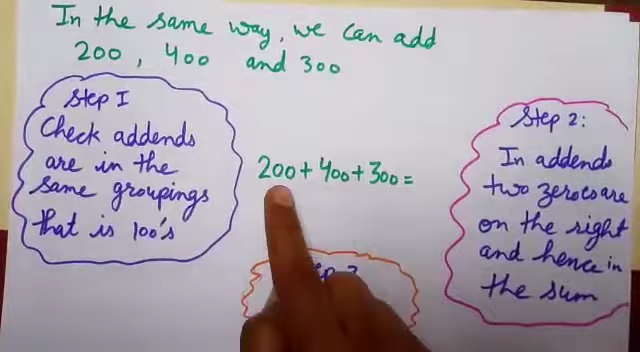 In the same way, we can add
200, 400 and 300
Step I
Check addends
are in the
same groupings
that is 100's
200+400+300=
Step 2:
In addends
two zeroes are
on the right
and hence in
the sum